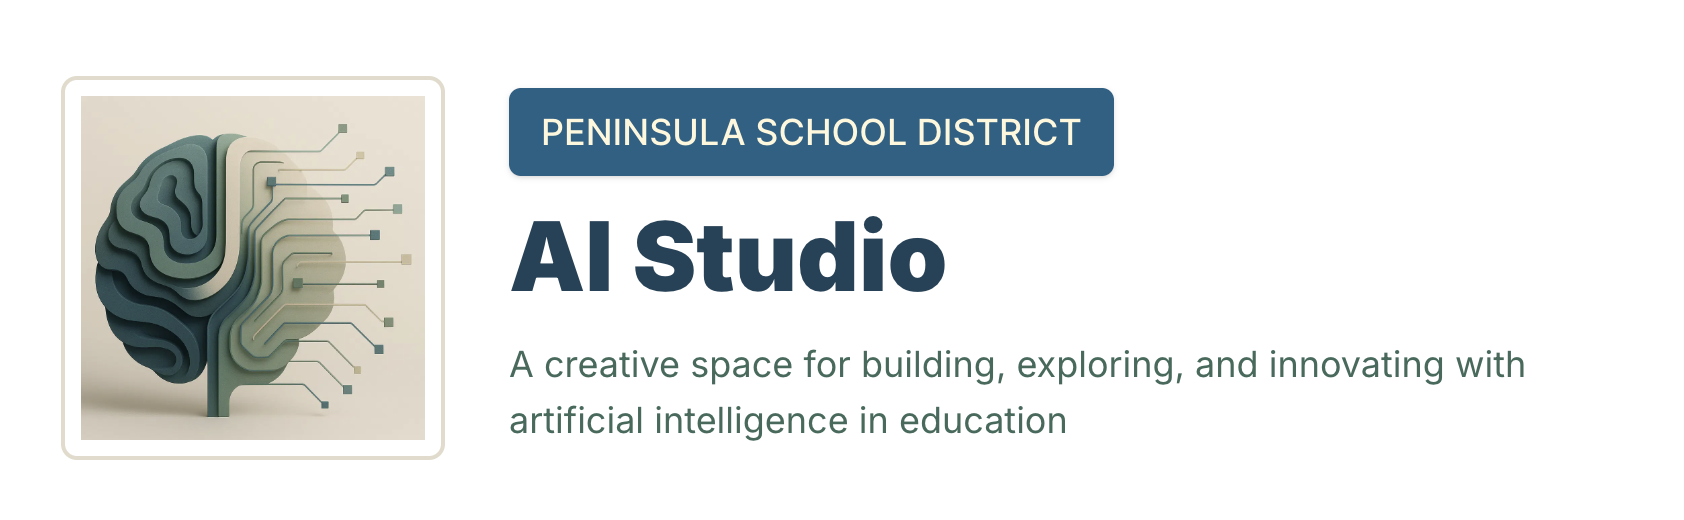 PENINSULA SCHOOL DISTRICT
AI Studio
A creative space for building, exploring, and innovating with
artificial intelligence in education